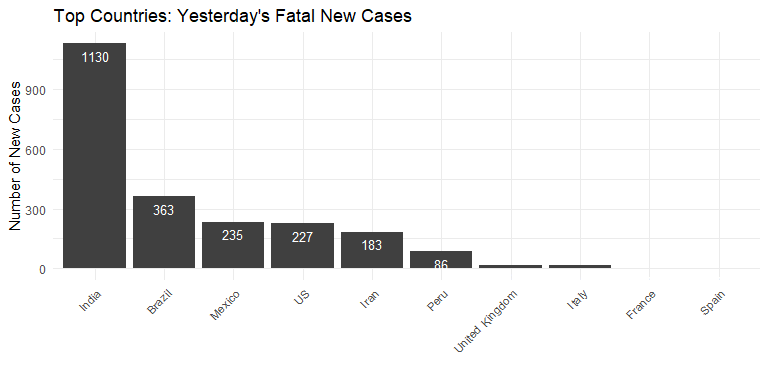 Top Countries: Yesterday's Fatal New Cases
Number of New Cases
900
600
300
0
1130
363
235
227
183
86
India
Brazil
Mexico
US
Iran
Peru
United Kingdom
Italy
France
Spain